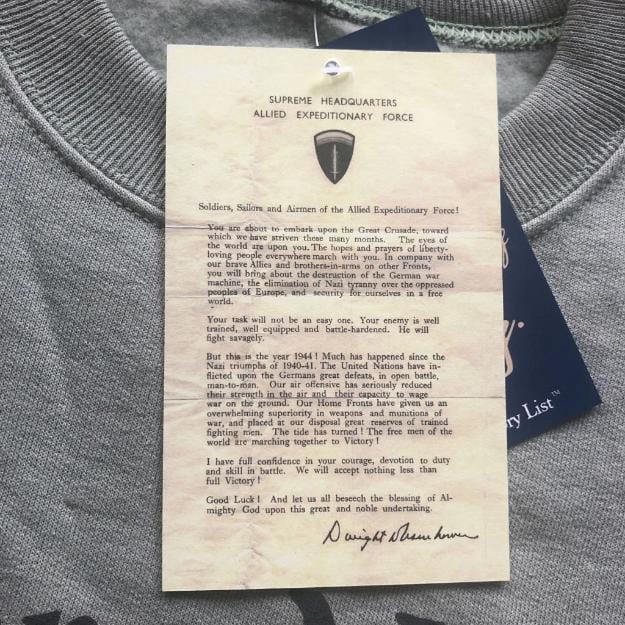 SUPREME HEADQUARTERS
ALLIED EXPEDITIONARY FORCE
Soldiers, Sailors and Airmen of the Allied Expeditionary Force!
You are about to embark upon the Great Crusade, toward
which we have striven these many months. The eyes of
the world are upon you. The hopes and prayers of liberty-
loving people everywhere march with you. In company with
our brave Allies and brothers-in-arms on other Fronts,
you will bring about the destruction of the German war
machine, the elimination of Nazi tyranny over the oppressed
peoples of Europe, and security for ourselves in a free
world.
Your task will not be an easy one. Your enemy is well
trained, well equipped and battle-hardened. He will
fight savagely.
But this is the year 1944! Much has happened since the
Nazi triumphs of 1940-41. The United Nations have in-
flicted upon the Germans great defeats, in open battle,
man-to-man. Our air offensive has seriously reduced
their strength in the air and their capacity to wage
war on the ground. Our Home Fronts have given us an
overwhelming superiority in weapons and munitions of
war, and placed at our disposal great reserves of trained
fighting men. The tide has turned! The free men of the
world are marching together to Victory!
I have full confidence in your courage, devotion to duty
and skill in battle. We will accept nothing less than
full Victory!
Good Luck! And let us all beseech the blessing of Al-
mighty God upon this great and noble undertaking.
Dwight D Eisenhower
ry List™